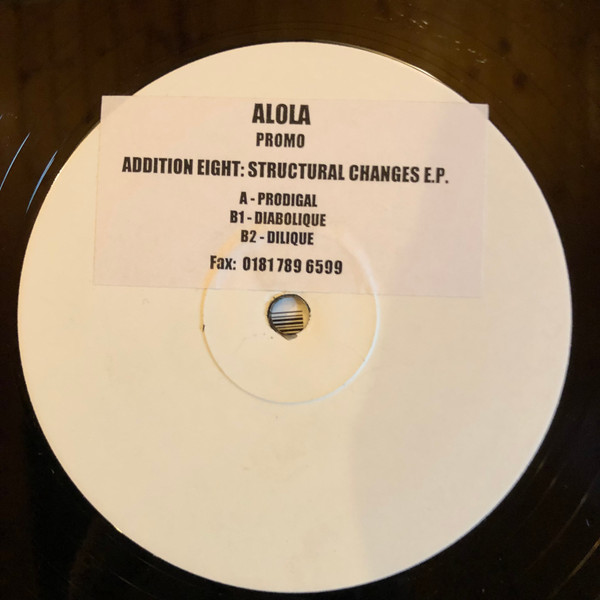 ALOLA
PROMO
ADDITION EIGHT: STRUCTURAL CHANGES E.P.
A - PRODIGAL
B1 - DIABOLIQUE
B2 - DILIQUE
Fax: 0181 789 6599